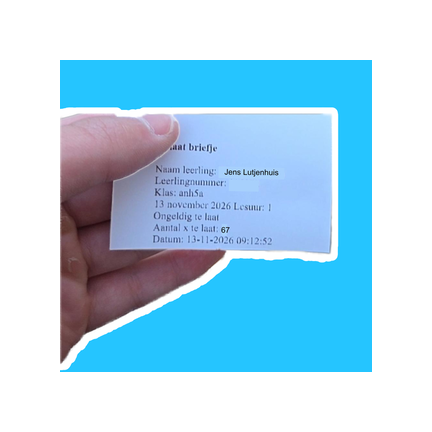 laat briefje
Naam leerling: Jens Lutjenhuis
Leerlingnummer:
Klas: anh5a
13 november 2026 Lesuur: 1
Ongeldig te laat
Aantal x te laat: 67
Datum: 13-11-2026 09:12:52